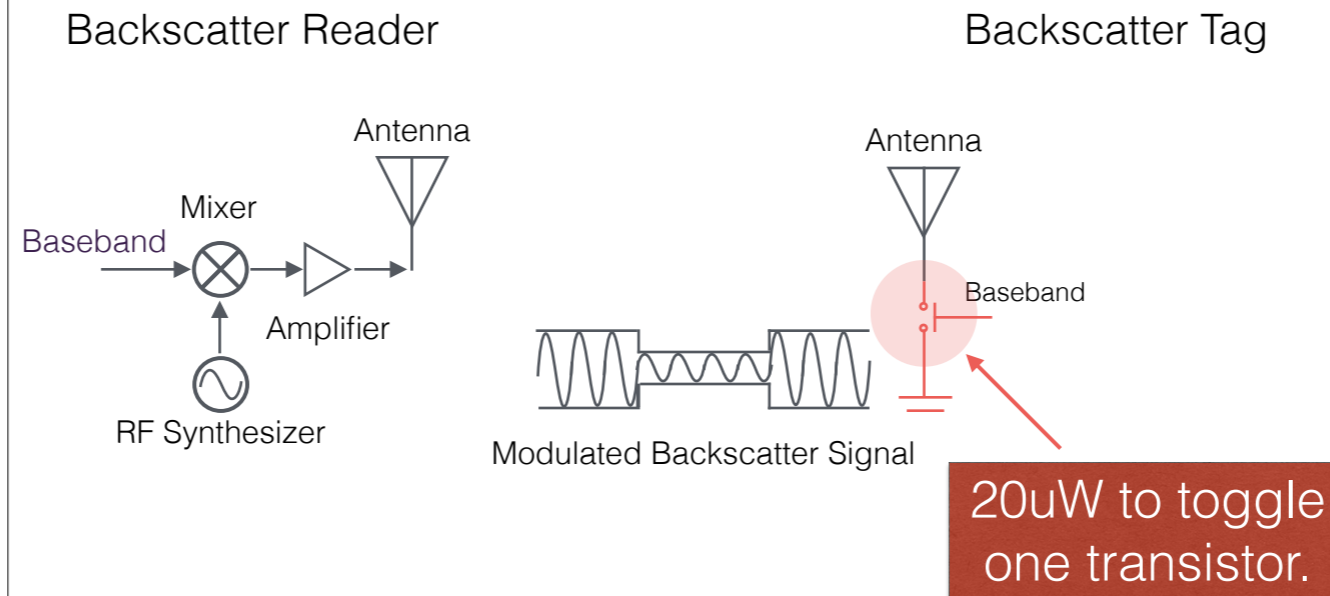 Backscatter Reader
Backscatter Tag
Antenna
Mixer
Baseband
Amplifier
RF Synthesizer
Antenna
Baseband
Modulated Backscatter Signal
20uW to toggle
one transistor.